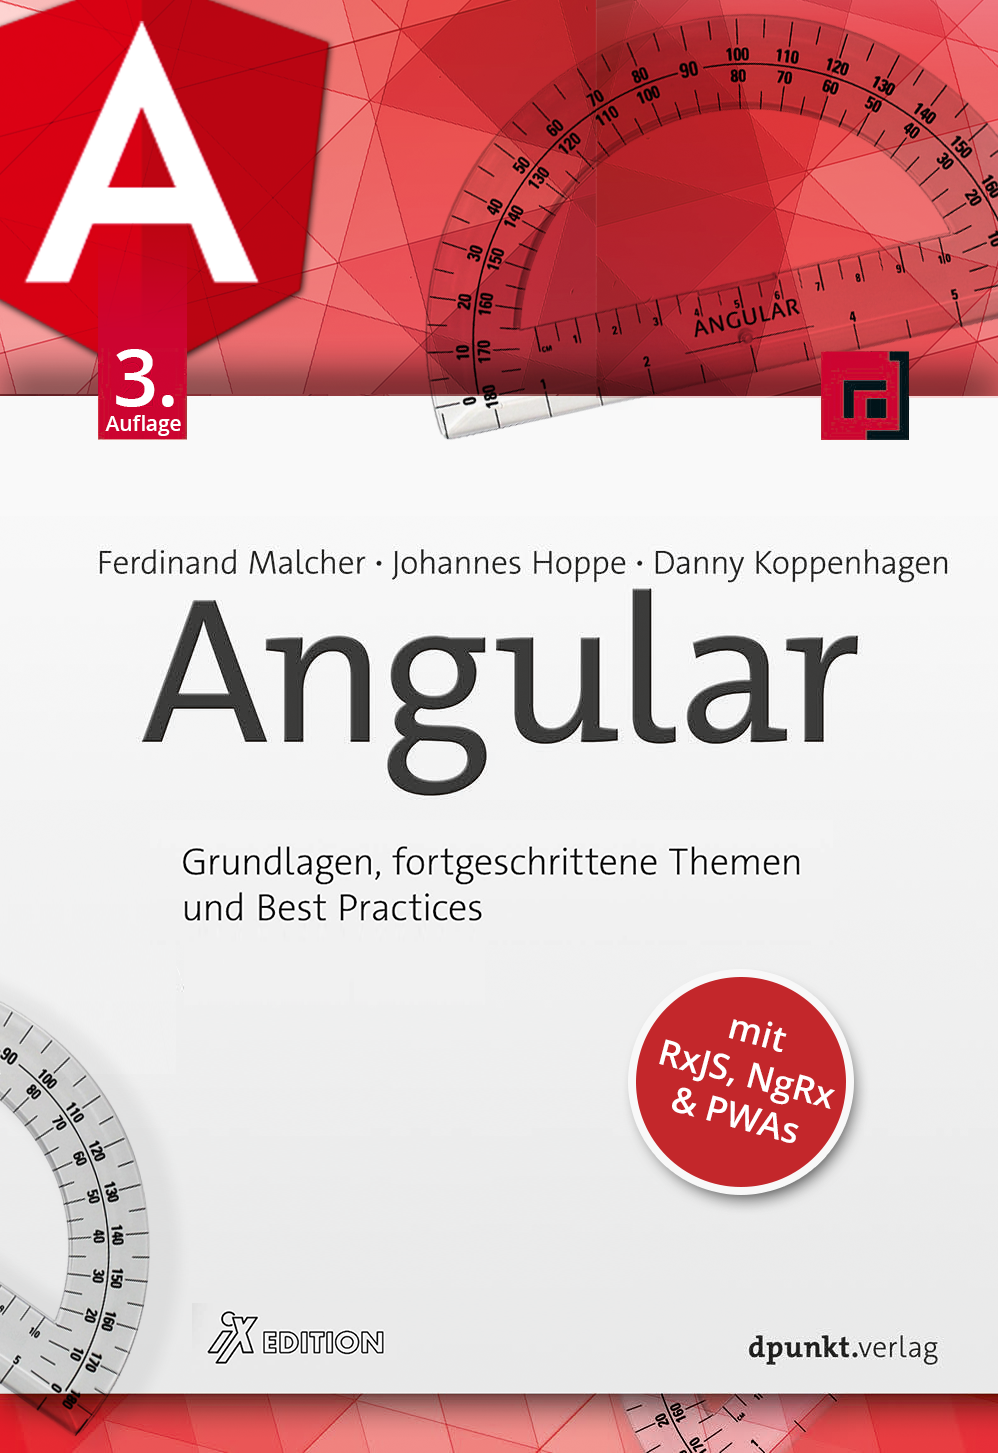 A
ANGULAR
3.
Auflage
Ferdinand Malcher · Johannes Hoppe · Danny Koppenhagen
Angular
Grundlagen, fortgeschrittene Themen
und Best Practices
mit
RxJS, NgRx
& PWAs
iX EDITION
dpunkt.verlag